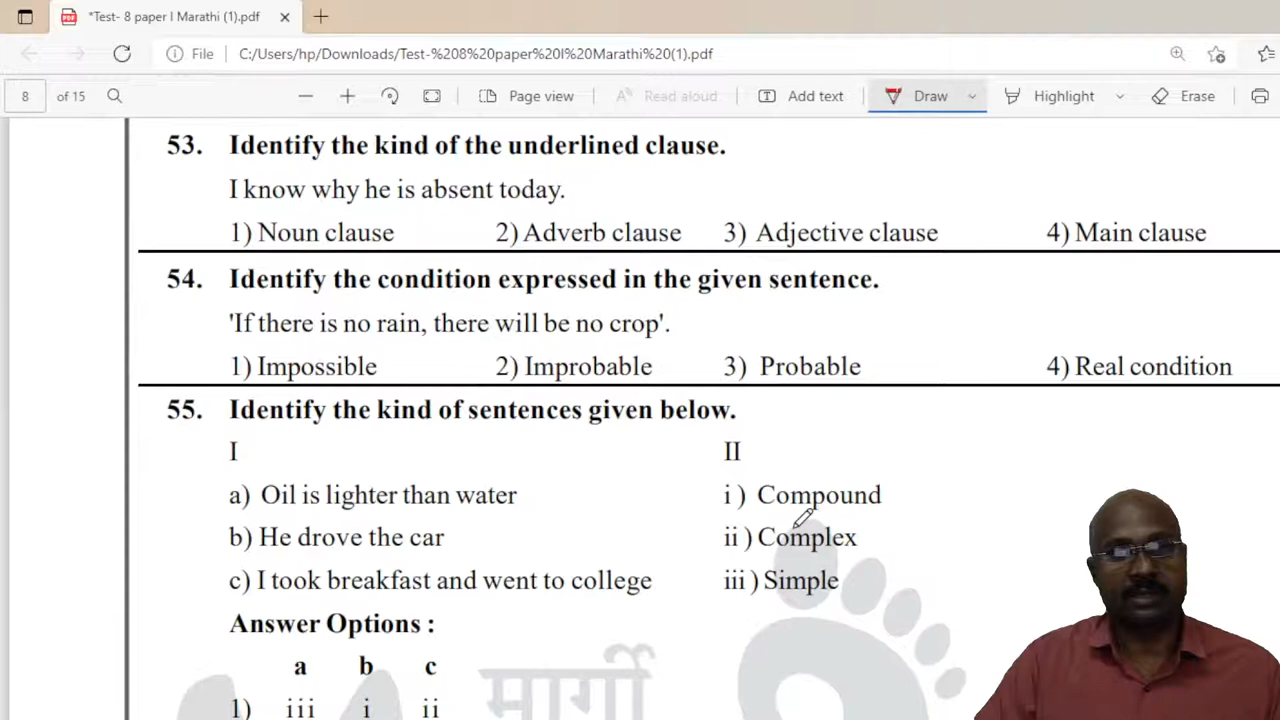 *Test- 8 paper I Marathi (1).pdf
File C:/Users/hp/Downloads/Test-%208%20paper%20I%20Marathi%20(1).pdf
8 of 15 Page view Read aloud Add text Draw Highlight Erase
53. Identify the kind of the underlined clause.
I know why he is absent today.
1) Noun clause 2) Adverb clause 3) Adjective clause 4) Main clause
54. Identify the condition expressed in the given sentence.
'If there is no rain, there will be no crop'.
1) Impossible 2) Improbable 3) Probable 4) Real condition
55. Identify the kind of sentences given below.
I II
a) Oil is lighter than water i ) Compound
b) He drove the car ii ) Complex
c) I took breakfast and went to college iii ) Simple
Answer Options :
a b c
1) iii i ii
मार्गी